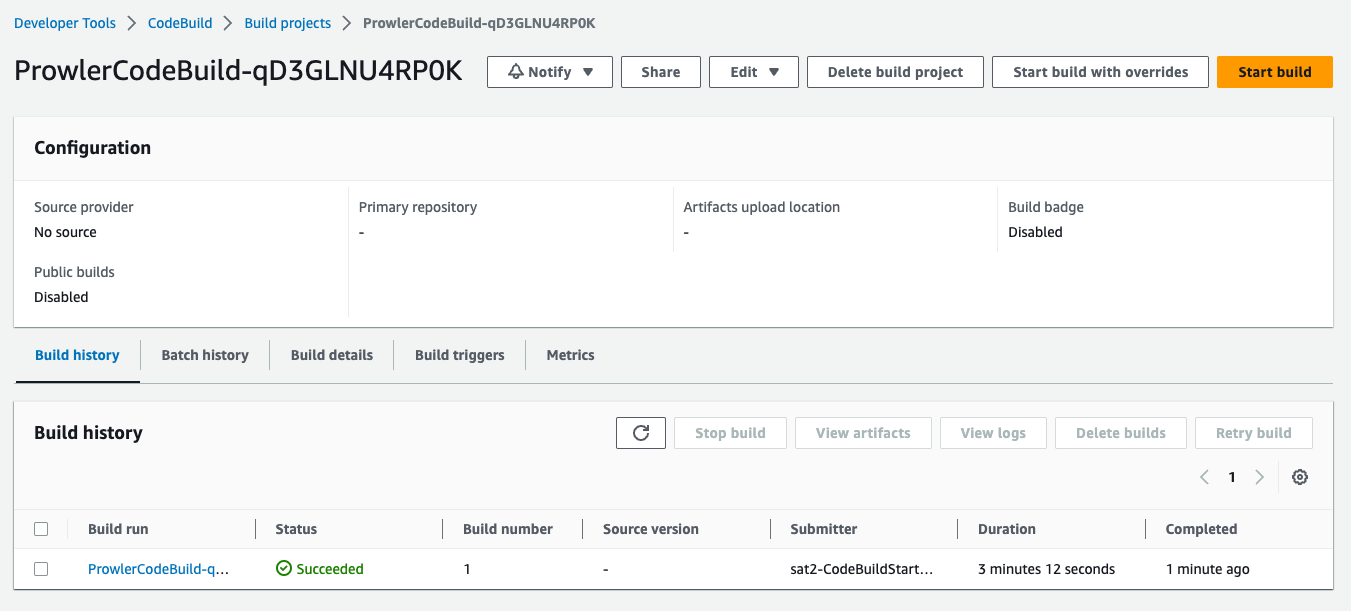 Developer Tools > CodeBuild > Build projects > ProwlerCodeBuild-qD3GLNU4RP0K
ProwlerCodeBuild-qD3GLNU4RP0K Notify Share Edit Delete build project Start build with overrides Start build
Configuration
Source provider Primary repository Artifacts upload location Build badge
No source - - Disabled
Public builds
Disabled
Build history Batch history Build details Build triggers Metrics
Build history Stop build View artifacts View logs Delete builds Retry build
1
Build run Status Build number Source version Submitter Duration Completed
ProwlerCodeBuild-q... Succeeded 1 - sat2-CodeBuildStart... 3 minutes 12 seconds 1 minute ago